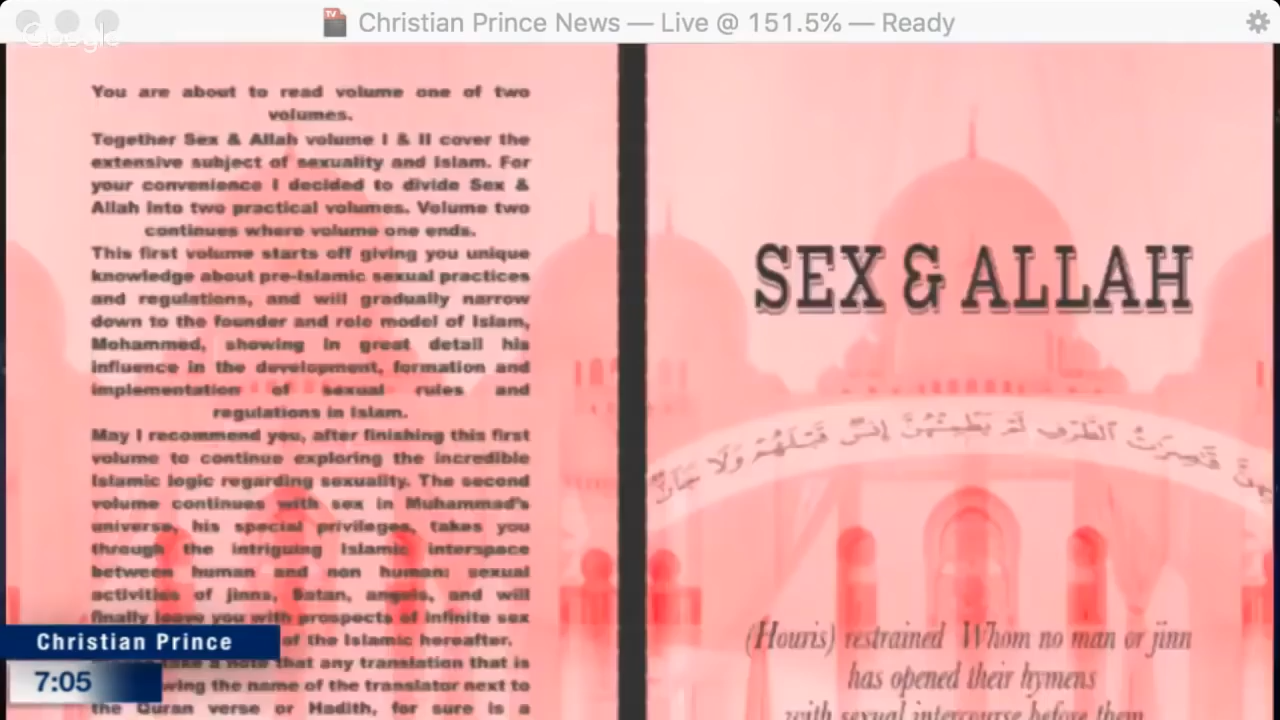 Christian Prince News — Live @ 151.5% — Ready
Google
You are about to read volume one of two
volumes.
Together Sex & Allah volume I & II cover the
extensive subject of sexuality and Islam. For
your convenience I decided to divide Sex &
Allah into two practical volumes. Volume two
continues where volume one ends.
This first volume starts off giving you unique
knowledge about pre-Islamic sexual practices
and regulations, and will gradually narrow
down to the founder and role model of Islam,
Mohammed, showing in great detail his
influence in the development, formation and
implementation of sexual rules and
regulations in Islam.
May I recommend you, after finishing this first
volume to continue exploring the incredible
Islamic logic regarding sexuality. The second
volume continues with sex in Muhammad's
universe, his special privileges, takes you
through the intriguing Islamic interspace
between human and non human: sexual
activities of jinns, Satan, angels, and will
finally leave you with prospects of infinite sex
of the Islamic hereafter.
take a note that any translation that is
the name of the translator next to
the Quran verse or Hadith, for sure is a
Christian Prince
7:05
SEX & ALLAH
قَٰصِرَٰتُ ٱلطَّرْفِ لَمْ يَطْمِثْهُنَّ إِنسٌ قَبْلَهُمْ وَلَا جَآنٌّ
(Houris) restrained Whom no man or jinn
has opened their hymens
with sexual intercourse before them